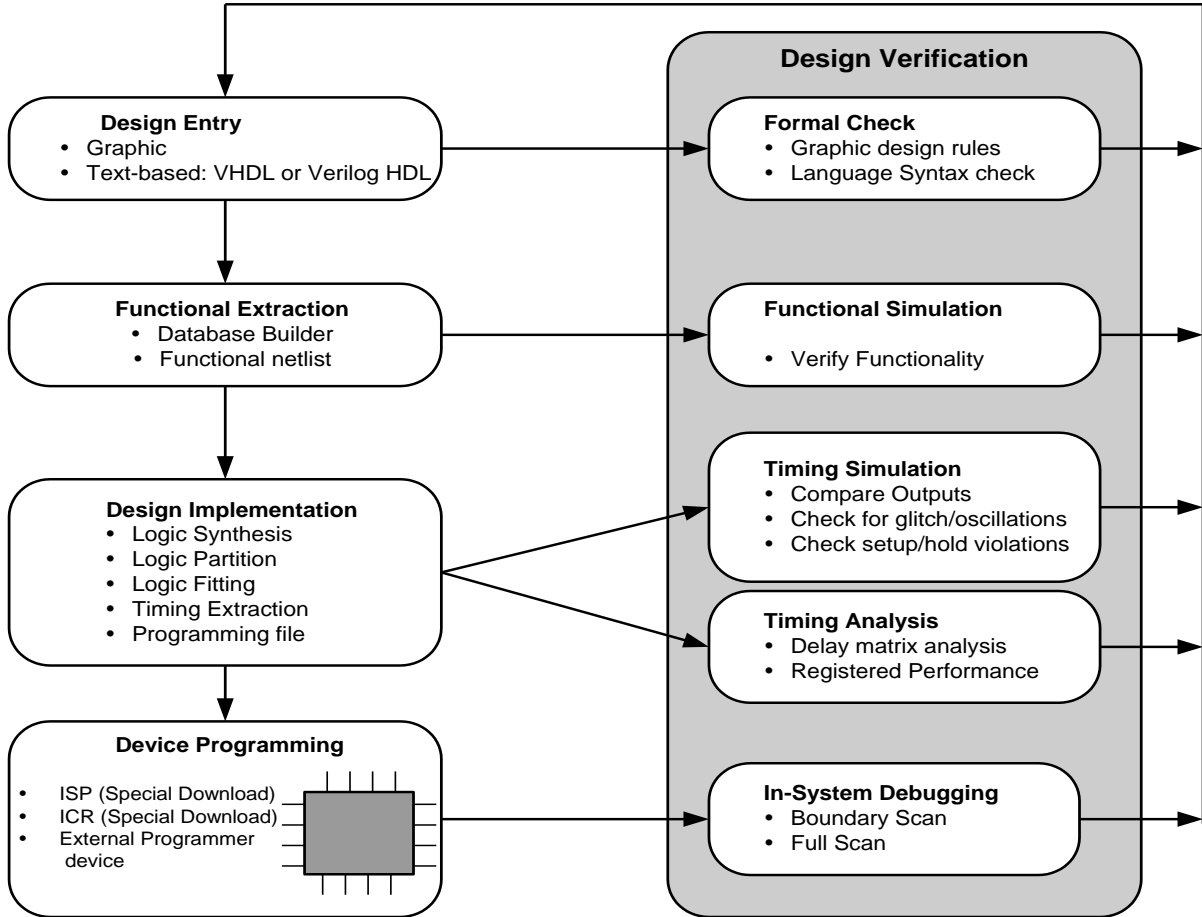 Design Verification
Design Entry
• Graphic
• Text-based: VHDL or Verilog HDL
Formal Check
• Graphic design rules
• Language Syntax check
Functional Extraction
• Database Builder
• Functional netlist
Functional Simulation
• Verify Functionality
Design Implementation
• Logic Synthesis
• Logic Partition
• Logic Fitting
• Timing Extraction
• Programming file
Timing Simulation
• Compare Outputs
• Check for glitch/oscillations
• Check setup/hold violations
Timing Analysis
• Delay matrix analysis
• Registered Performance
Device Programming
• ISP (Special Download)
• ICR (Special Download)
• External Programmer
device
In-System Debugging
• Boundary Scan
• Full Scan